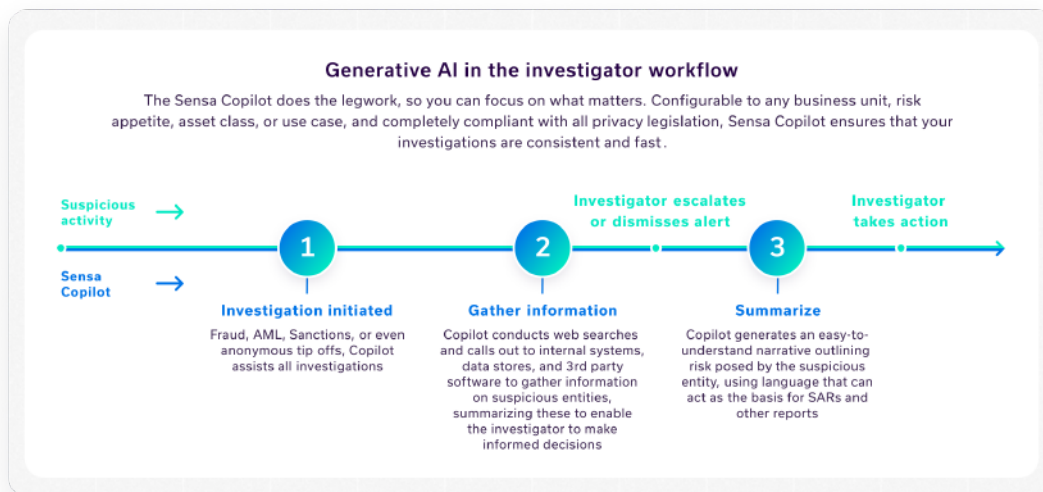 Generative AI in the investigator workflow
The Sensa Copilot does the legwork, so you can focus on what matters. Configurable to any business unit, risk
appetite, asset class, or use case, and completely compliant with all privacy legislation, Sensa Copilot ensures that your
investigations are consistent and fast.
Suspicious
activity
Investigator escalates
or dismisses alert
Investigator
takes action
1
2
3
Sensa
Copilot
Investigation initiated
Fraud, AML, Sanctions, or even
anonymous tip offs, Copilot
assists all investigations
Gather information
Copilot conducts web searches
and calls out to internal systems,
data stores, and 3rd party
software to gather information
on suspicious entities,
summarizing these to enable
the investigator to make
informed decisions
Summarize
Copilot generates an easy-to-
understand narrative outlining
risk posed by the suspicious
entity, using language that can
act as the basis for SARs and
other reports